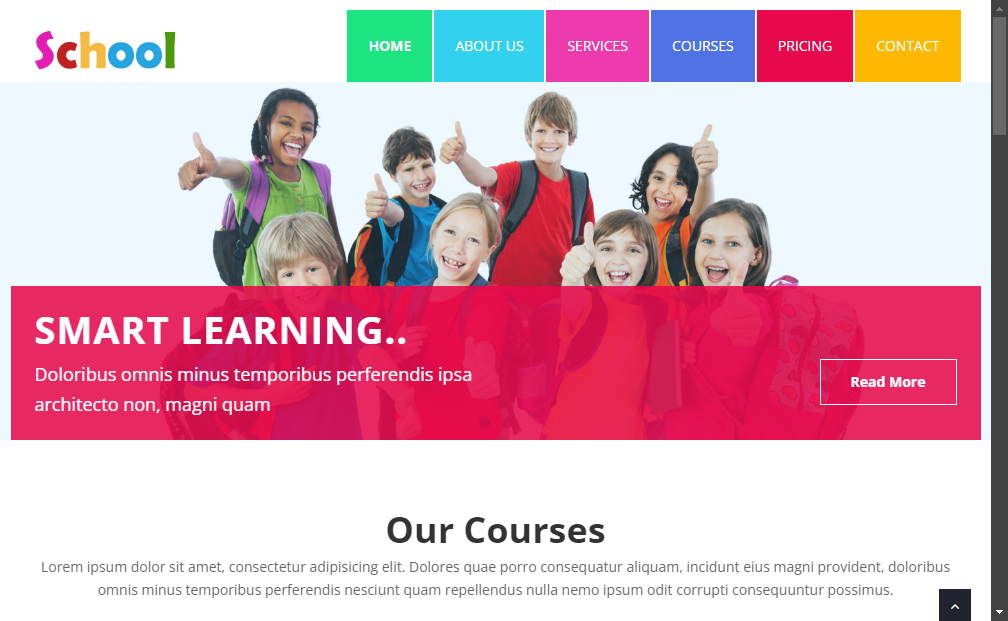 School
HOME
ABOUT US
SERVICES
COURSES
PRICING
CONTACT
SMART LEARNING..
Doloribus omnis minus temporibus perferendis ipsa
architecto non, magni quam
Read More
Our Courses
Lorem ipsum dolor sit amet, consectetur adipisicing elit. Dolores quae porro consequatur aliquam, incidunt eius magni provident, doloribus
omnis minus temporibus perferendis nesciunt quam repellendus nulla nemo ipsum odit corrupti consequuntur possimus.